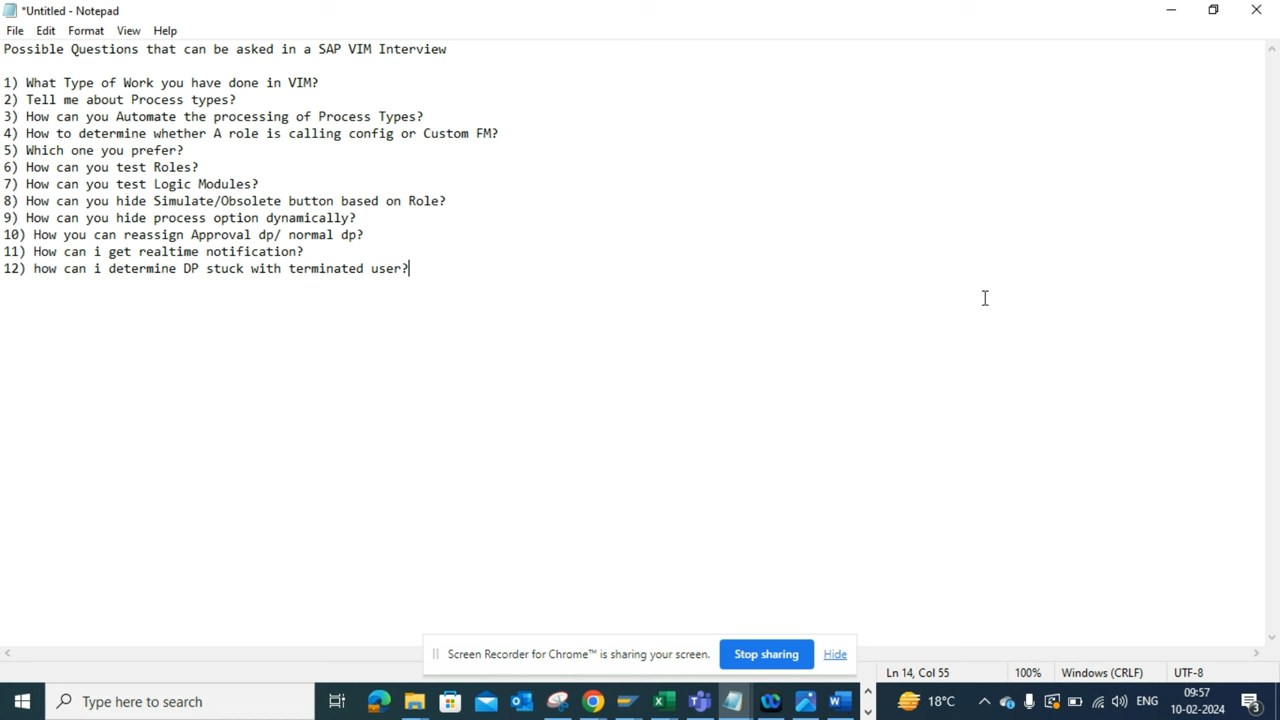 *Untitled - Notepad
File Edit Format View Help
Possible Questions that can be asked in a SAP VIM Interview
1) What Type of Work you have done in VIM?
2) Tell me about Process types?
3) How can you Automate the processing of Process Types?
4) How to determine whether A role is calling config or Custom FM?
5) Which one you prefer?
6) How can you test Roles?
7) How can you test Logic Modules?
8) How can you hide Simulate/Obsolete button based on Role?
9) How can you hide process option dynamically?
10) How you can reassign Approval dp/ normal dp?
11) How can i get realtime notification?
12) how can i determine DP stuck with terminated user?
Screen Recorder for Chrome™ is sharing your screen. Stop sharing Hide
Ln 14, Col 55 100% Windows (CRLF) UTF-8
Type here to search 18°C ENG 09:57
10-02-2024 3